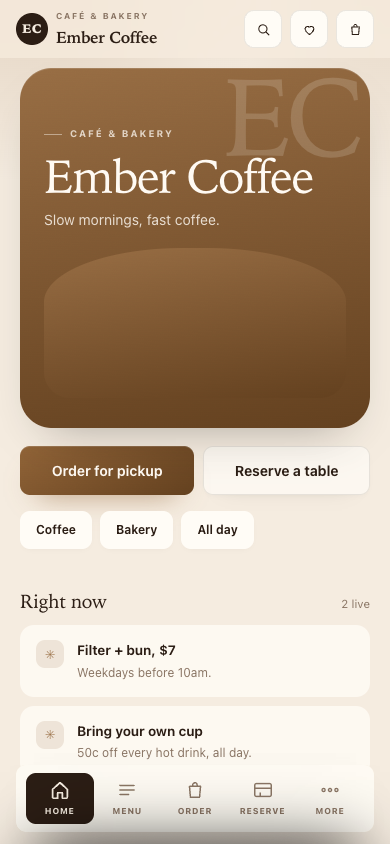 EC
CAFÉ & BAKERY
Ember Coffee
EC
CAFÉ & BAKERY
Ember Coffee
Slow mornings, fast coffee.
Order for pickup
Reserve a table
Coffee
Bakery
All day
Right now
2 live
Filter + bun, $7
Weekdays before 10am.
Bring your own cup
50c off every hot drink, all day.
HOME
MENU
ORDER
RESERVE
MORE